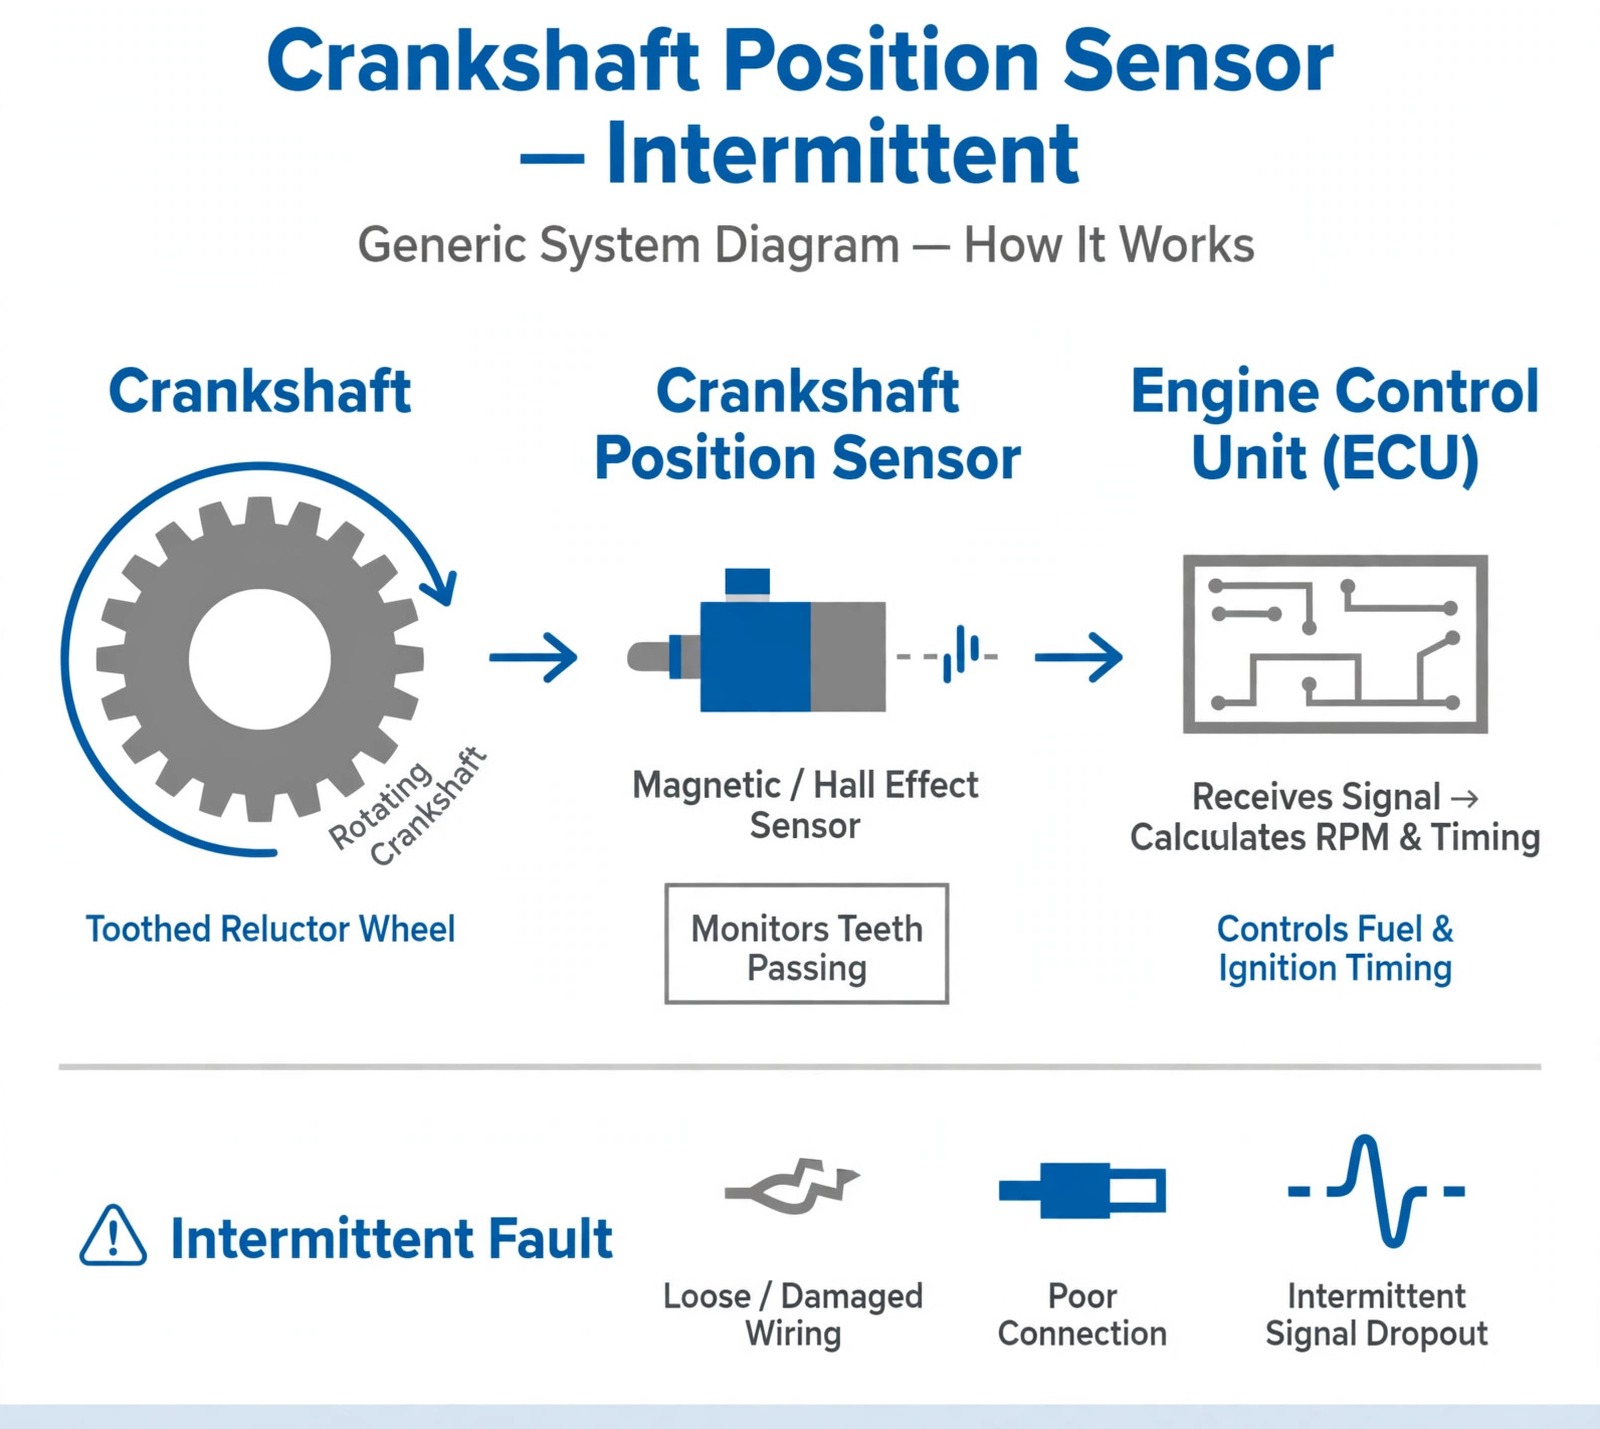 Crankshaft Position Sensor
— Intermittent
Generic System Diagram — How It Works
Crankshaft
Rotating
Crankshaft
Toothed Reluctor Wheel
Crankshaft
Position Sensor
Magnetic / Hall Effect
Sensor
Monitors Teeth
Passing
Engine Control
Unit (ECU)
Receives Signal →
Calcuulates RPM & Timing
Controls Fuel &
Ignition Timing
Intermittent Fault
Loose / Damaged
Wiring
Poor
Connection
Intermittent
Signal Dropout